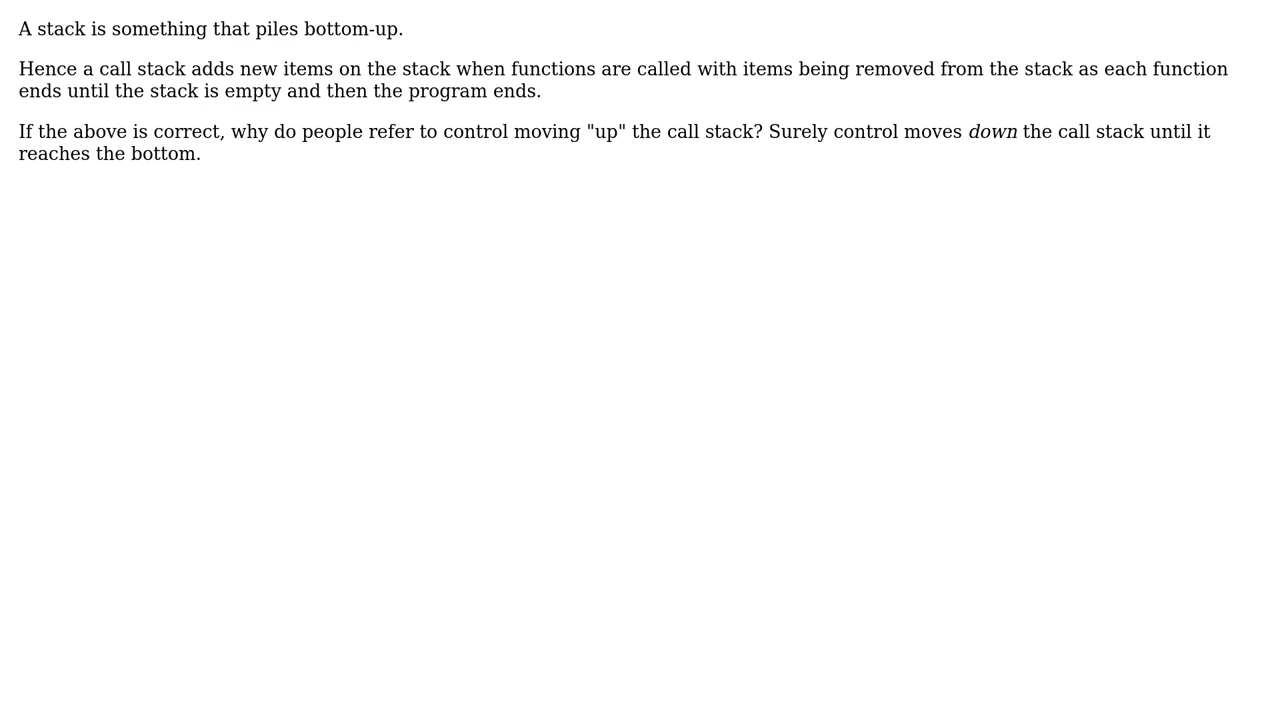 A stack is something that piles bottom-up.
Hence a call stack adds new items on the stack when functions are called with items being removed from the stack as each function
ends until the stack is empty and then the program ends.
If the above is correct, why do people refer to control moving "up" the call stack? Surely control moves down the call stack until it
reaches the bottom.